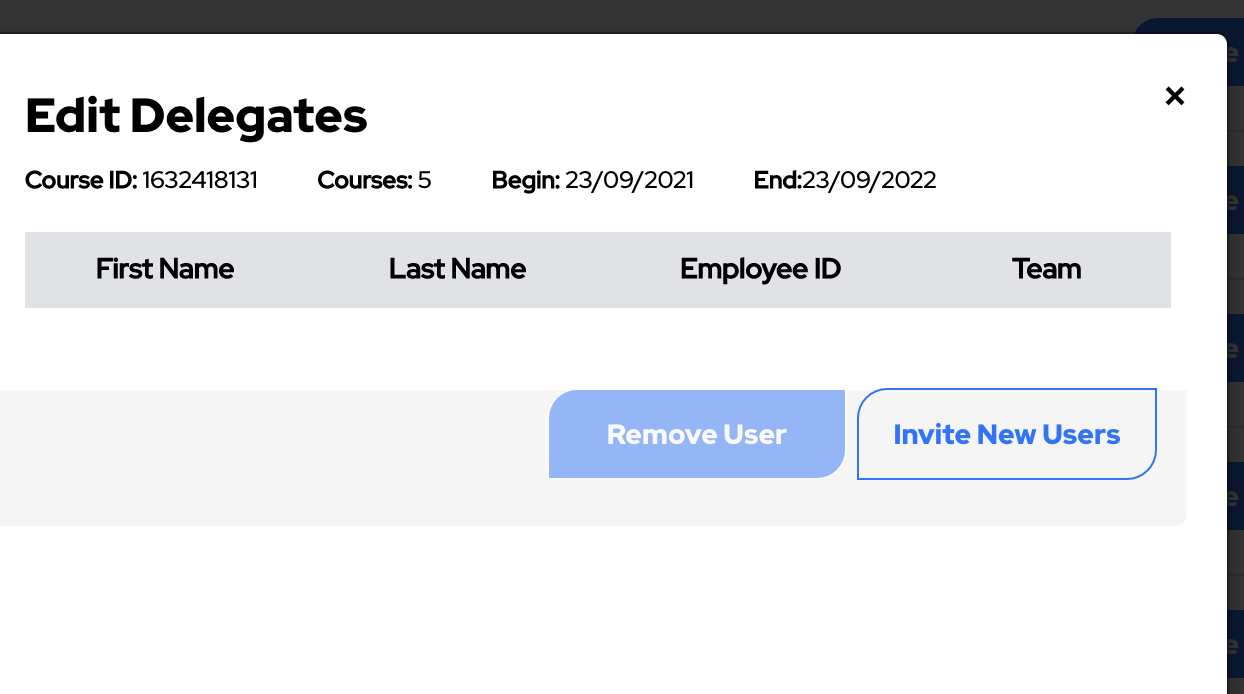 Edit Delegates
Course ID: 1632418131 Courses: 5 Begin: 23/09/2021 End:23/09/2022
First Name Last Name Employee ID Team
Remove User Invite New Users